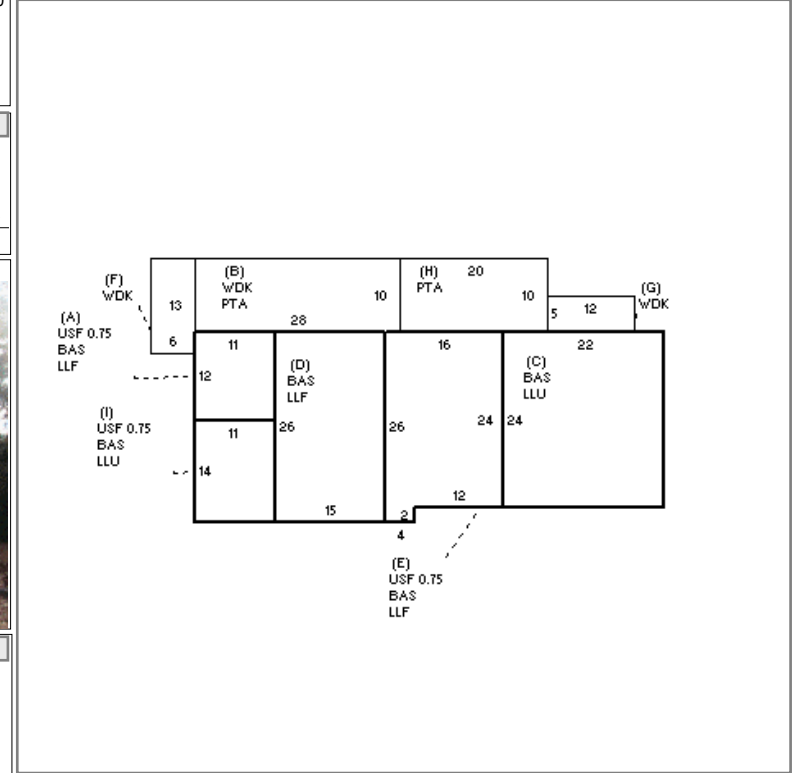 (B)
WDK
PTA
10
28
(H)
PTA
20
10
(F)
WDK
13
6
(G)
WDK
5
12
(A)
USF 0.75
BAS
LLF
11
12
(D)
BAS
LLF
26
15
16
26
24
(C)
BAS
LLU
22
24
(I)
USF 0.75
BAS
LLU
11
14
12
2
4
(E)
USF 0.75
BAS
LLF